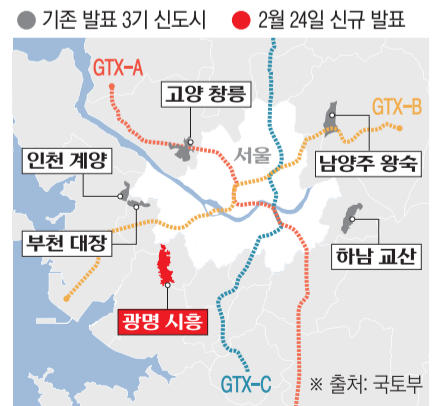 기존 발표 3기 신도시
2월 24일 신규 발표
GTX-A
고양 창릉
GTX-B
서울
인천 계양
남양주 왕숙
부천 대장
하남 교산
광명 시흥
GTX-C
※ 출처: 국토부